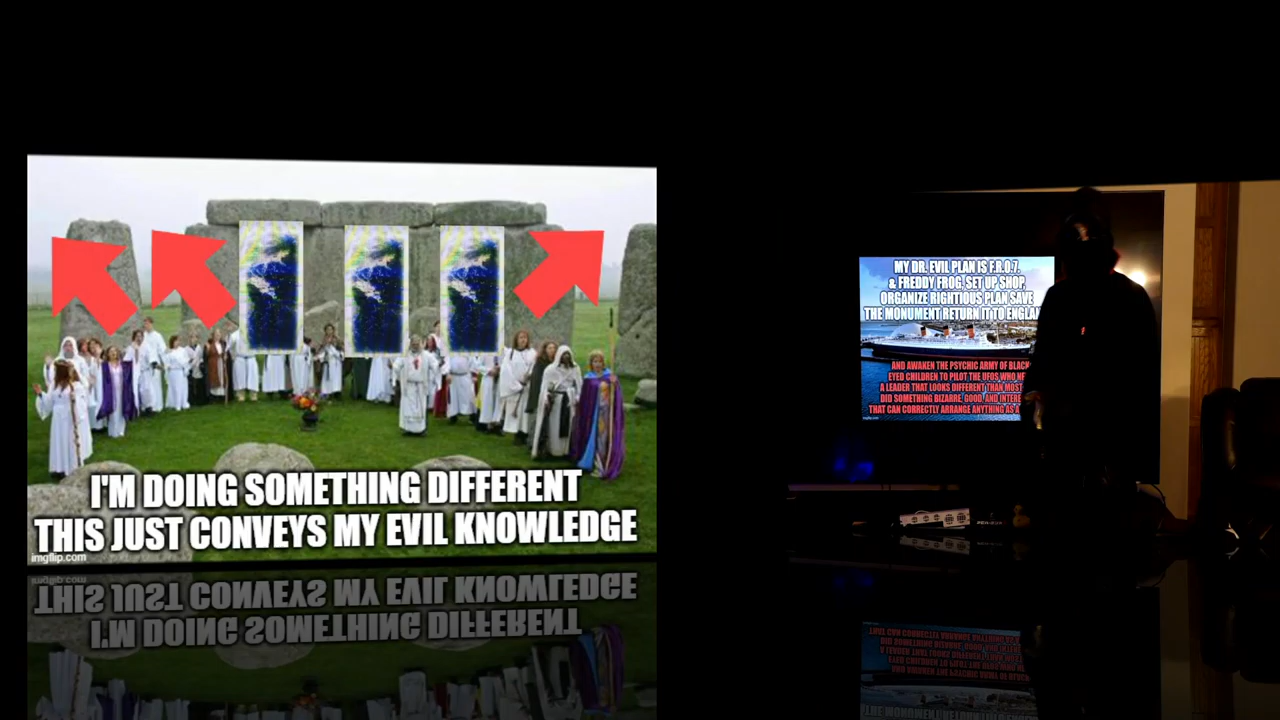 I'M DOING SOMETHING DIFFERENT
THIS JUST CONVEYS MY EVIL KNOWLEDGE
imgflip.com
MY DR. EVIL PLAN IS F.R.O.7.
& FREDDY FROG, SET UP SHOP,
ORGANIZE RIGHTIOUS PLAN SAVE
THE MONUMENT RETURN IT TO
AND AWAKEN THE PSYCHIC ARMY OF BLACK
EYED CHILDREN TO PILOT THE UFOS WHO
A LEADER THAT LOOKS DIFFERENT THAN MOST
DID SOMETHING BIZARRE, GOOD, AND
THAT CAN CORRECTLY ARRANGE ANYTHING AS A